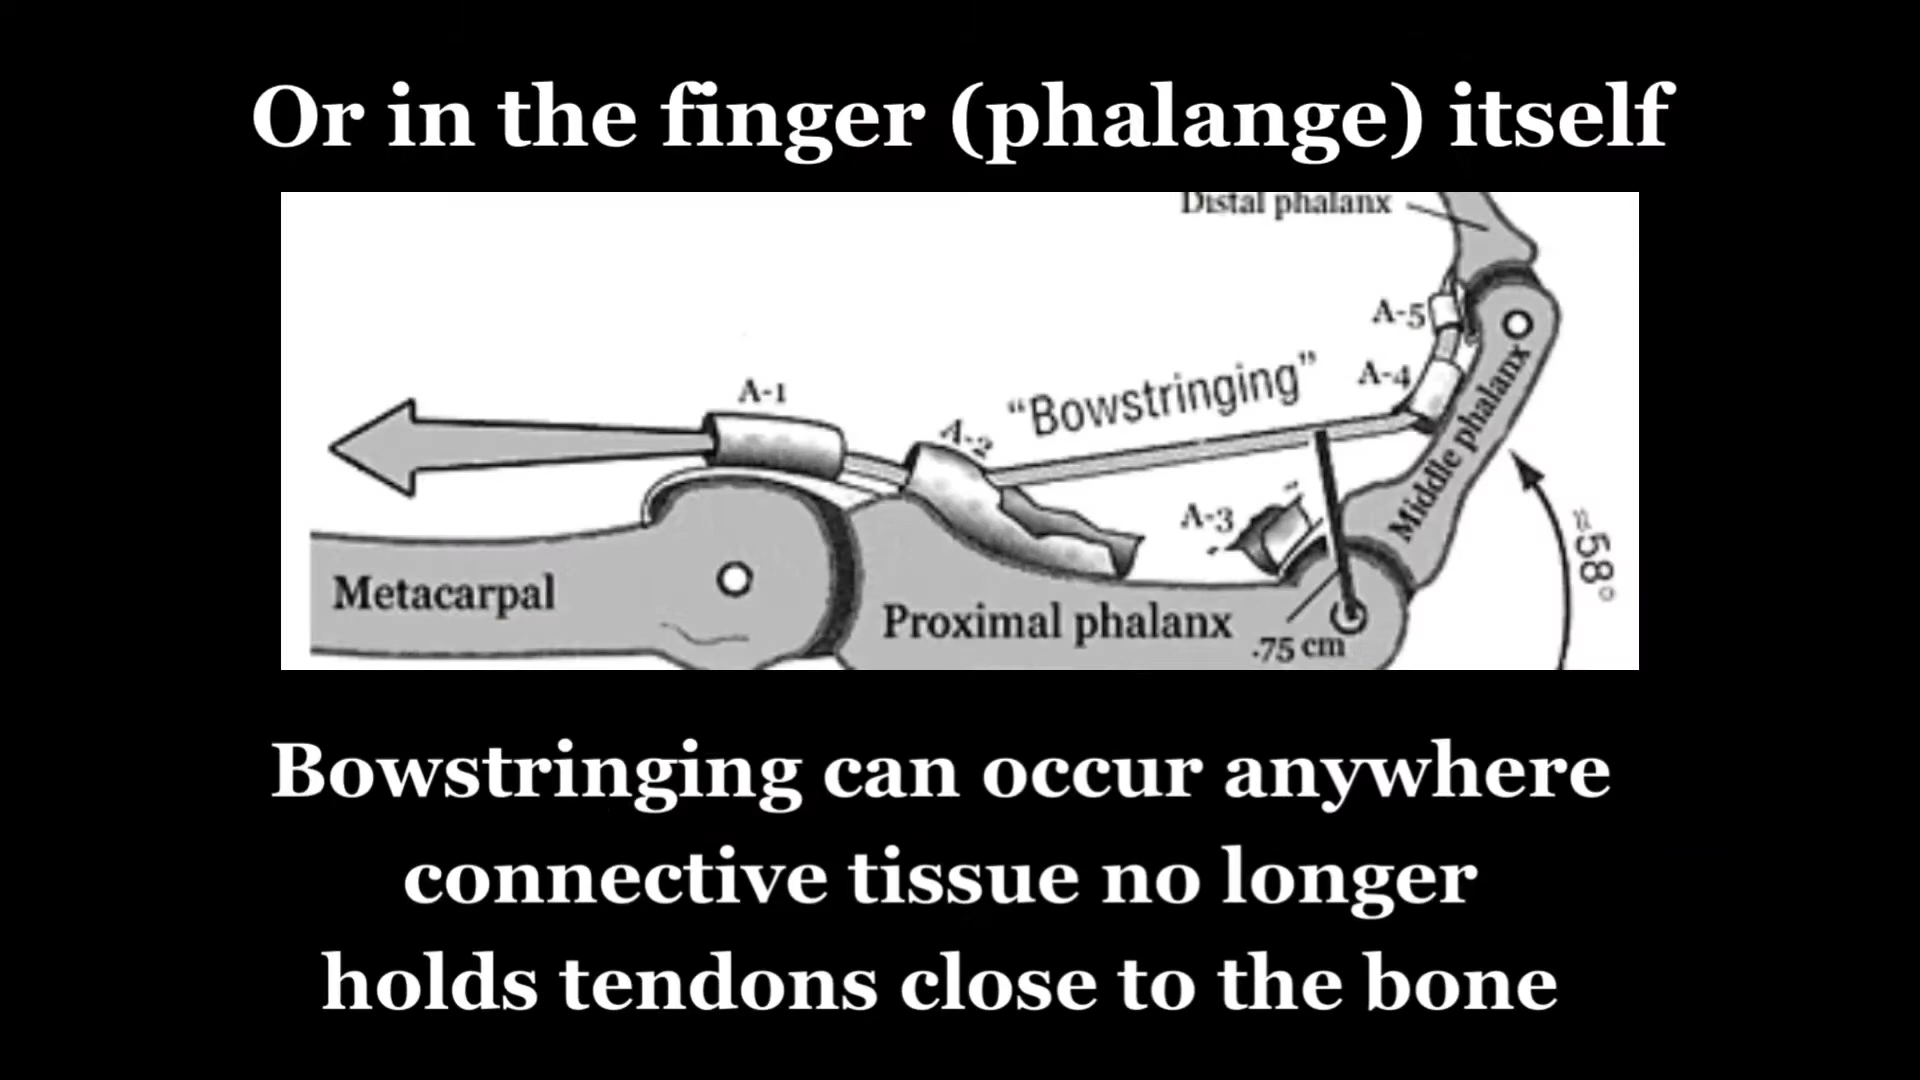 Or in the finger (phalange) itself
Distal phalanx
A-5
A-4
"Bowstringing"
A-1
A-2
A-3
Middle phalanx
≈58°
Metacarpal
Proximal phalanx
.75 cm
Bowstringing can occur anywhere
connective tissue no longer
holds tendons close to the bone